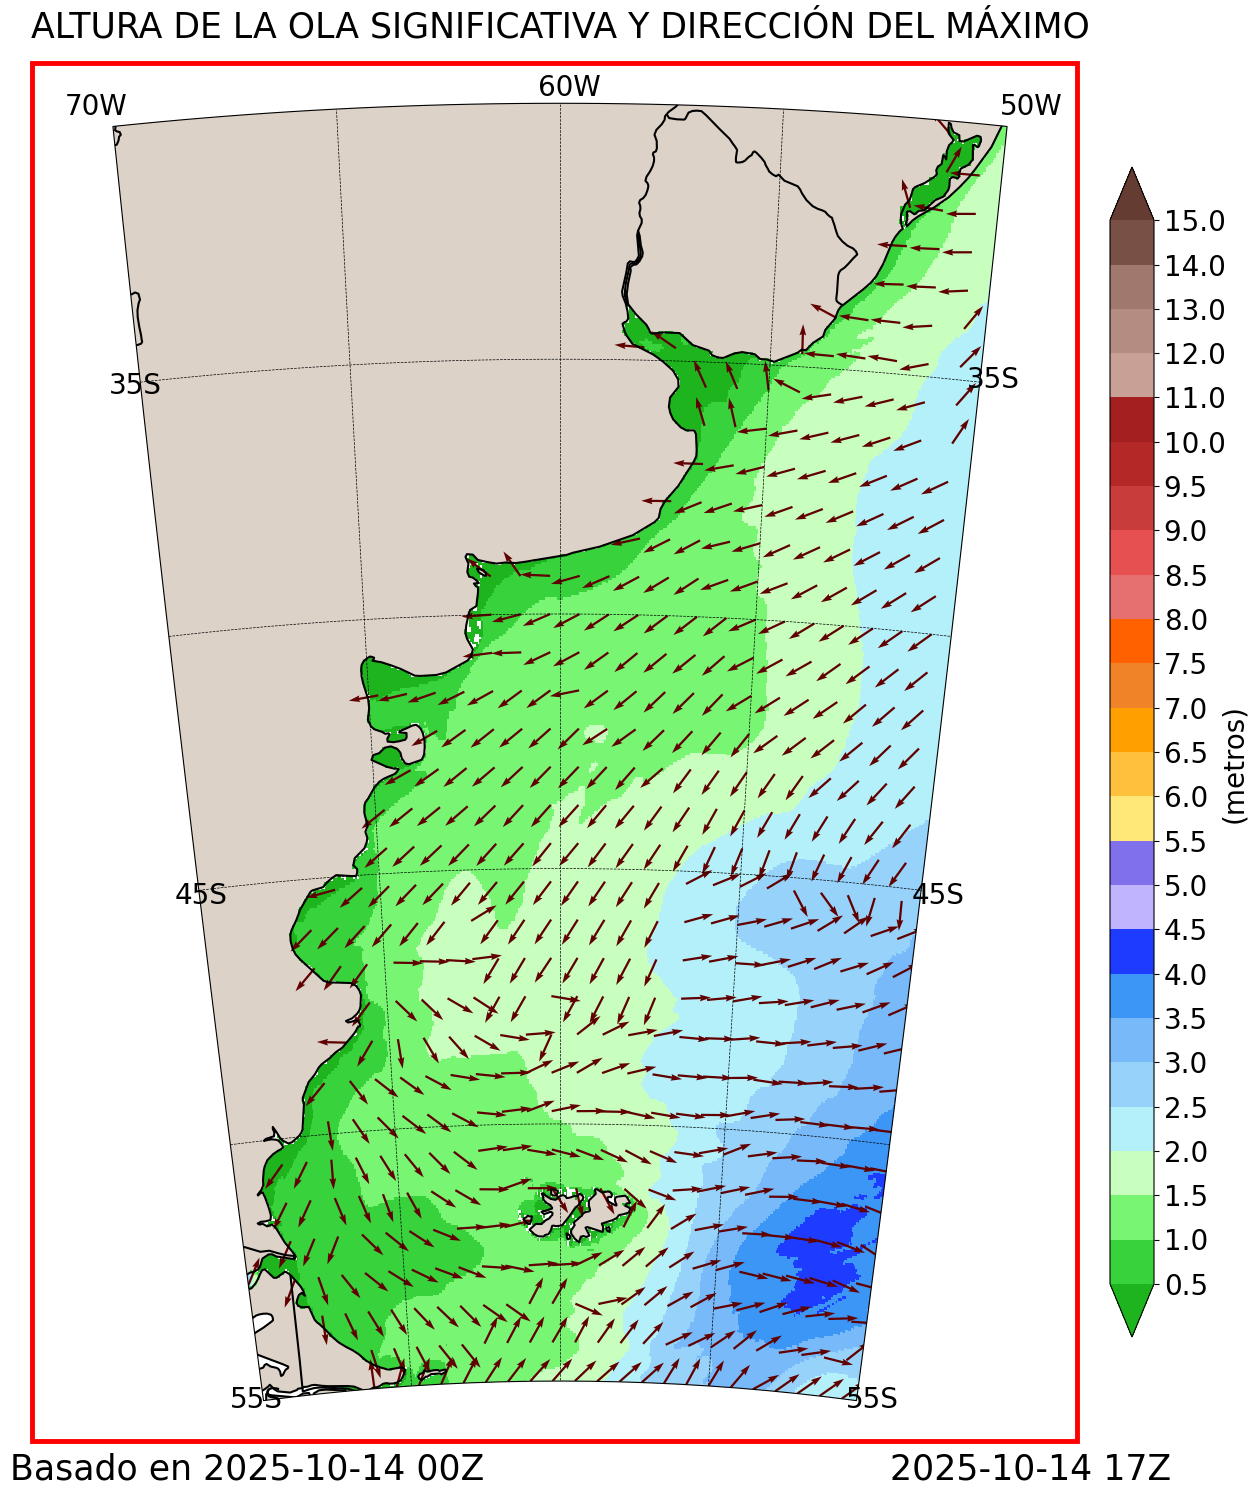 ALTURA DE LA OLA SIGNIFICATIVA Y DIRECCIÓN DEL MÁXIMO
70W
60W
50W
35S
35S
45S
45S
55S
55S
15.0
14.0
13.0
12.0
11.0
10.0
9.5
9.0
8.5
8.0
7.5
7.0
6.5
6.0
5.5
5.0
4.5
4.0
3.5
3.0
2.5
2.0
1.5
1.0
0.5
(metros)
Basado en 2025-10-14 00Z
2025-10-14 17Z